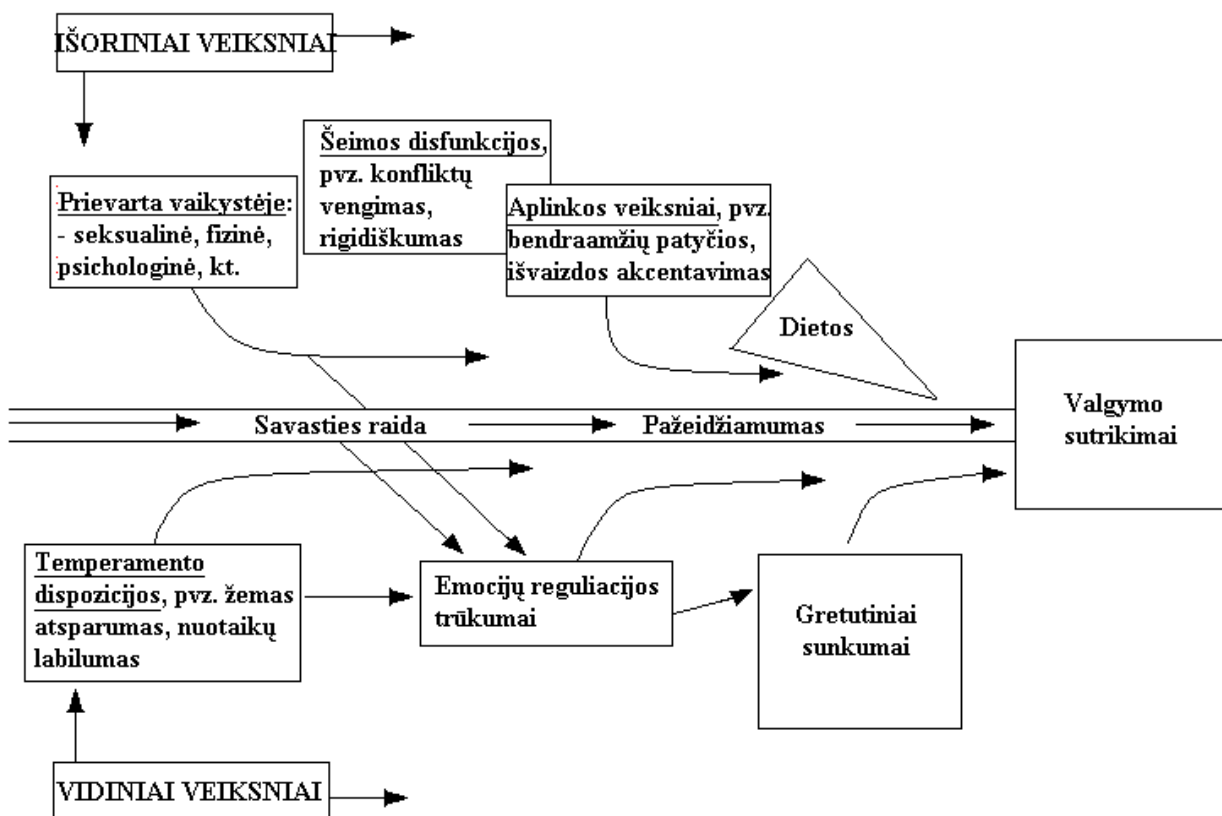 IŠORINIAI VEIKSNIAI
Šeimos disfunkcijos,
pvz. konfliktų
vengimas,
rigidiškumas
Prievarta vaikystėje:
- seksualinė, fizinė,
psichologinė, kt.
Aplinkos veiksniai, pvz.
bendraamžių patyčios,
išvaizdos akcentavimas
Dietos
Savasties raida
Pažeidžiamumas
Valgymo
sutrikimai
Temperamento
dispozicijos, pvz. žemas
atsparumas, nuotaikų
labilumas
Emocijų reguliacijos
trūkumai
Gretutiniai
sunkumai
VIDINIAI VEIKSNIAI